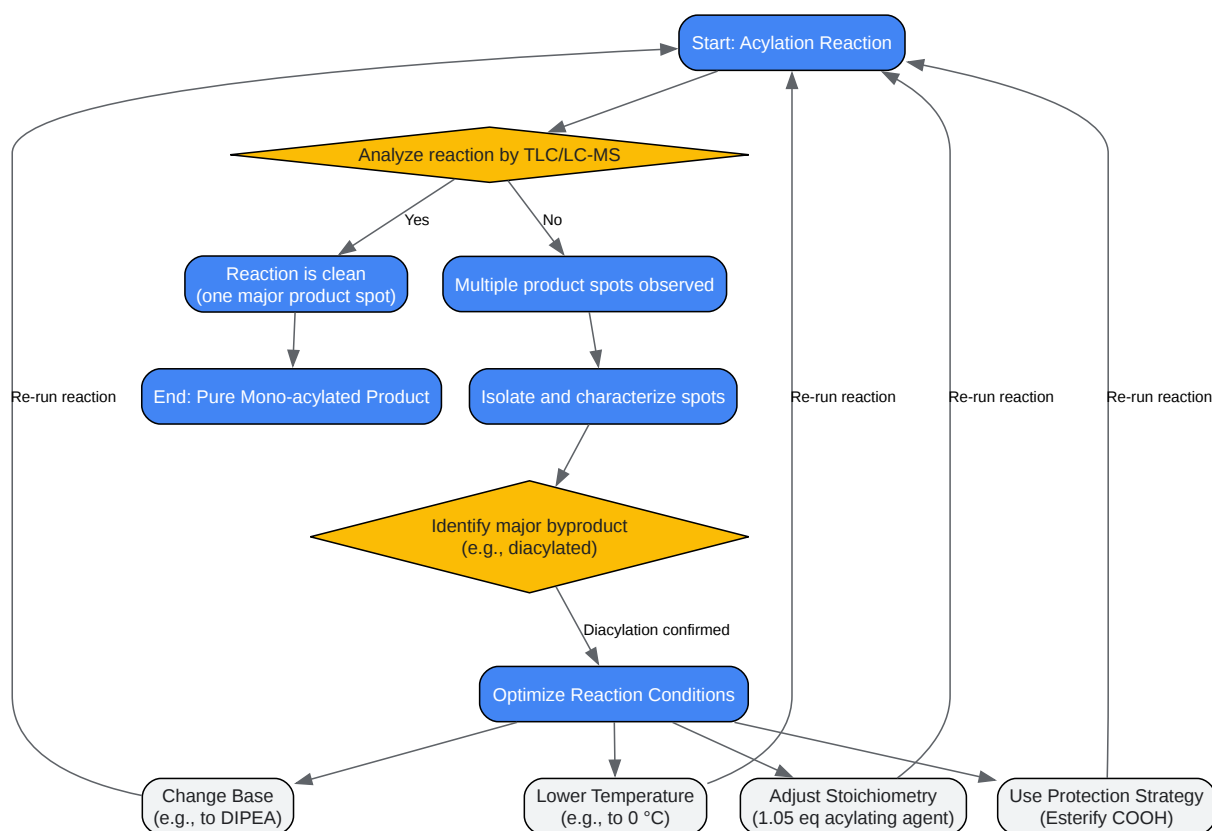 Start: Acylation Reaction
Analyze reaction by TLC/LC-MS
Yes
No
Reaction is clean
(one major product spot)
Multiple product spots observed
End: Pure Mono-acylated Product
Isolate and characterize spots
Re-run reaction
Re-run reaction
Re-run reaction
Re-run reaction
Identify major byproduct
(e.g., diacylated)
Diacylation confirmed
Optimize Reaction Conditions
Change Base
(e.g., to DIPEA)
Lower Temperature
(e.g., to 0 °C)
Adjust Stoichiometry
(1.05 eq acylating agent)
Use Protection Strategy
(Esterify COOH)